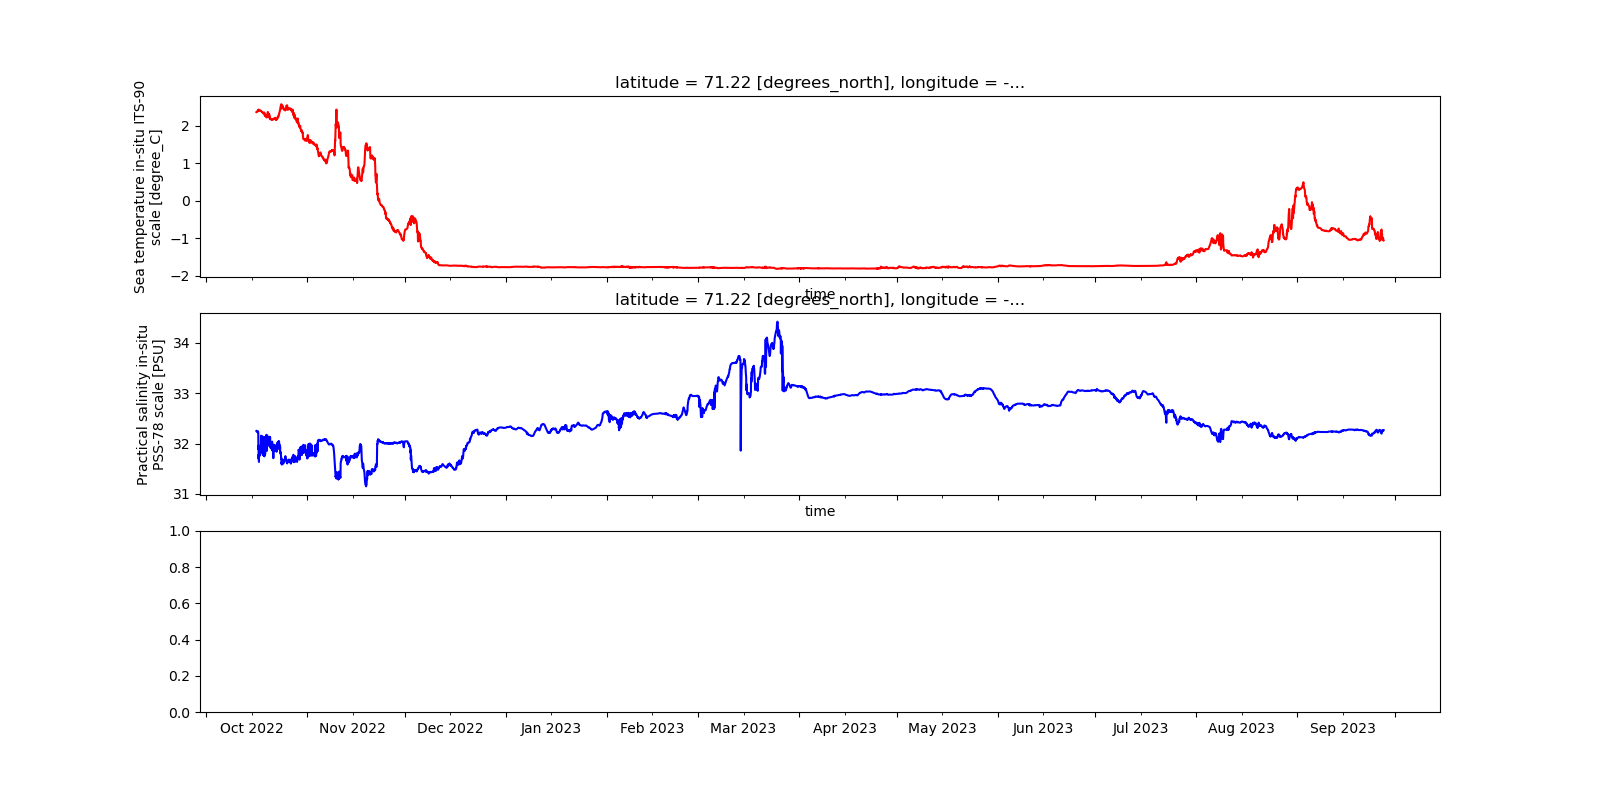 latitude = 71.22 [degrees_north], longitude = -...
Sea temperature in-situ ITS-90
scale [degree_C]
2
1
0
−1
−2
time
latitude = 71.22 [degrees_north], longitude = -...
Practical salinity in-situ
PSS-78 scale [PSU]
34
33
32
31
time
1.0
0.8
0.6
0.4
0.2
0.0
Oct 2022 Nov 2022 Dec 2022 Jan 2023 Feb 2023 Mar 2023 Apr 2023 May 2023 Jun 2023 Jul 2023 Aug 2023 Sep 2023